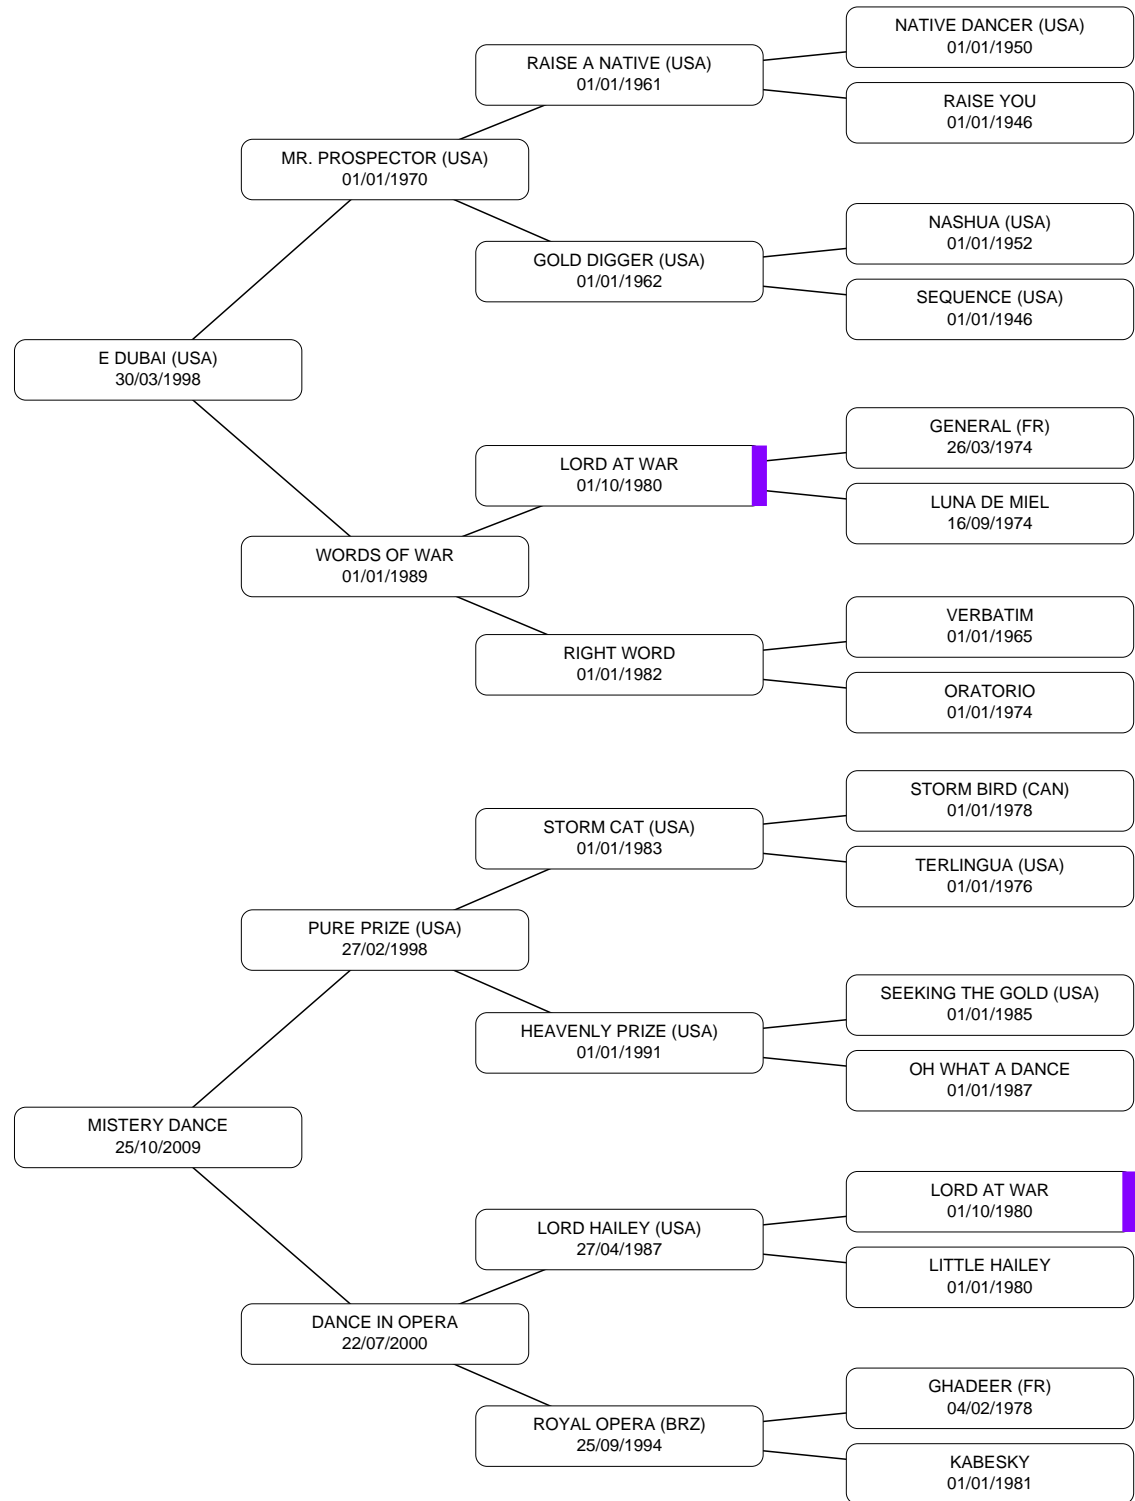 NATIVE DANCER (USA)
01/01/1950
RAISE A NATIVE (USA)
01/01/1961
RAISE YOU
01/01/1946
MR. PROSPECTOR (USA)
01/01/1970
NASHUA (USA)
01/01/1952
GOLD DIGGER (USA)
01/01/1962
SEQUENCE (USA)
01/01/1946
E DUBAI (USA)
30/03/1998
GENERAL (FR)
26/03/1974
LORD AT WAR
01/10/1980
LUNA DE MIEL
16/09/1974
WORDS OF WAR
01/01/1989
VERBATIM
01/01/1965
RIGHT WORD
01/01/1982
ORATORIO
01/01/1974
STORM BIRD (CAN)
01/01/1978
STORM CAT (USA)
01/01/1983
TERLINGUA (USA)
01/01/1976
PURE PRIZE (USA)
27/02/1998
SEEKING THE GOLD (USA)
01/01/1985
HEAVENLY PRIZE (USA)
01/01/1991
OH WHAT A DANCE
01/01/1987
MISTERY DANCE
25/10/2009
LORD AT WAR
01/10/1980
LORD HAILEY (USA)
27/04/1987
LITTLE HAILEY
01/01/1980
DANCE IN OPERA
22/07/2000
GHADEER (FR)
04/02/1978
ROYAL OPERA (BRZ)
25/09/1994
KABESKY
01/01/1981